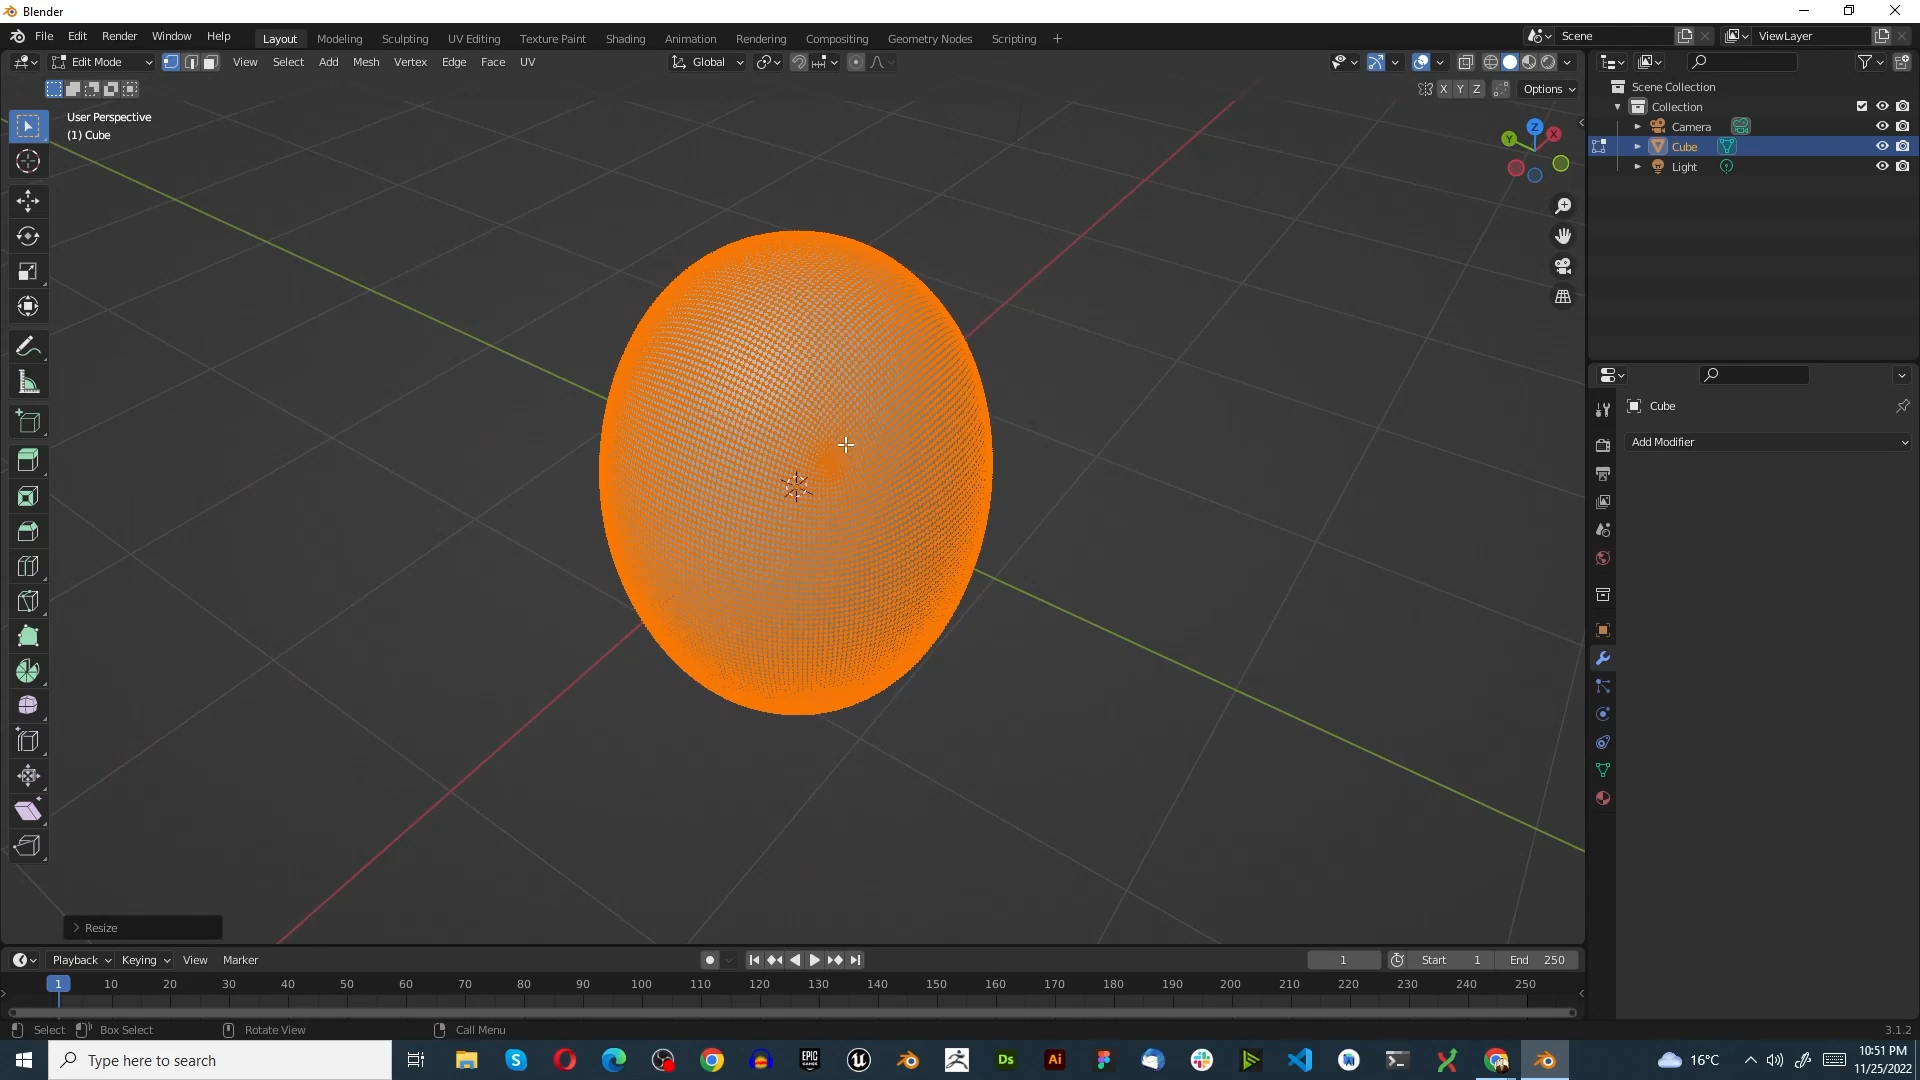 Blender
File Edit Render Window Help Layout Modeling Sculpting UV Editing Texture Paint Shading Animation Rendering Compositing Geometry Nodes Scripting + Scene ViewLayer
Edit Mode View Select Add Mesh Vertex Edge Face UV Global
X Y Z Options
User Perspective
(1) Cube
Z
Y
X
Scene Collection
Collection
Camera
Cube
Light
Cube
Add Modifier
Resize
Playback Keying View Marker 1 Start 1 End 250
1 10 20 30 40 50 60 70 80 90 100 110 120 130 140 150 160 170 180 190 200 210 220 230 240 250
Select Box Select Rotate View Call Menu 3.1.2
Type here to search
S
EPIC GAMES
Ds
Ai
16°C
10:51 PM
11/25/2022